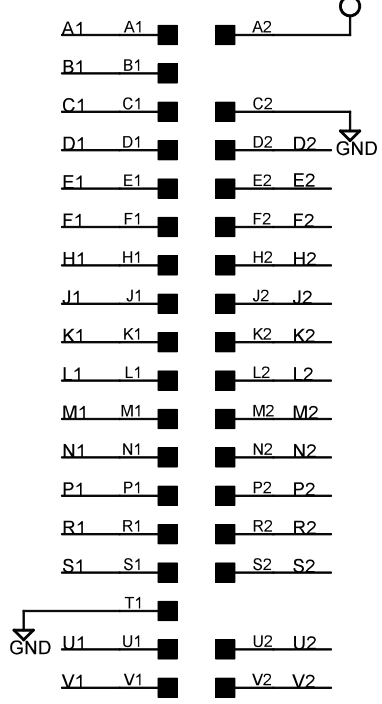 A1 A1 A2
B1 B1
C1 C1 C2
D1 D1 D2 D2
GND
E1 E1 E2 E2
F1 F1 F2 F2
H1 H1 H2 H2
J1 J1 J2 J2
K1 K1 K2 K2
L1 L1 L2 L2
M1 M1 M2 M2
N1 N1 N2 N2
P1 P1 P2 P2
R1 R1 R2 R2
S1 S1 S2 S2
T1
GND U1 U1 U2 U2
V1 V1 V2 V2